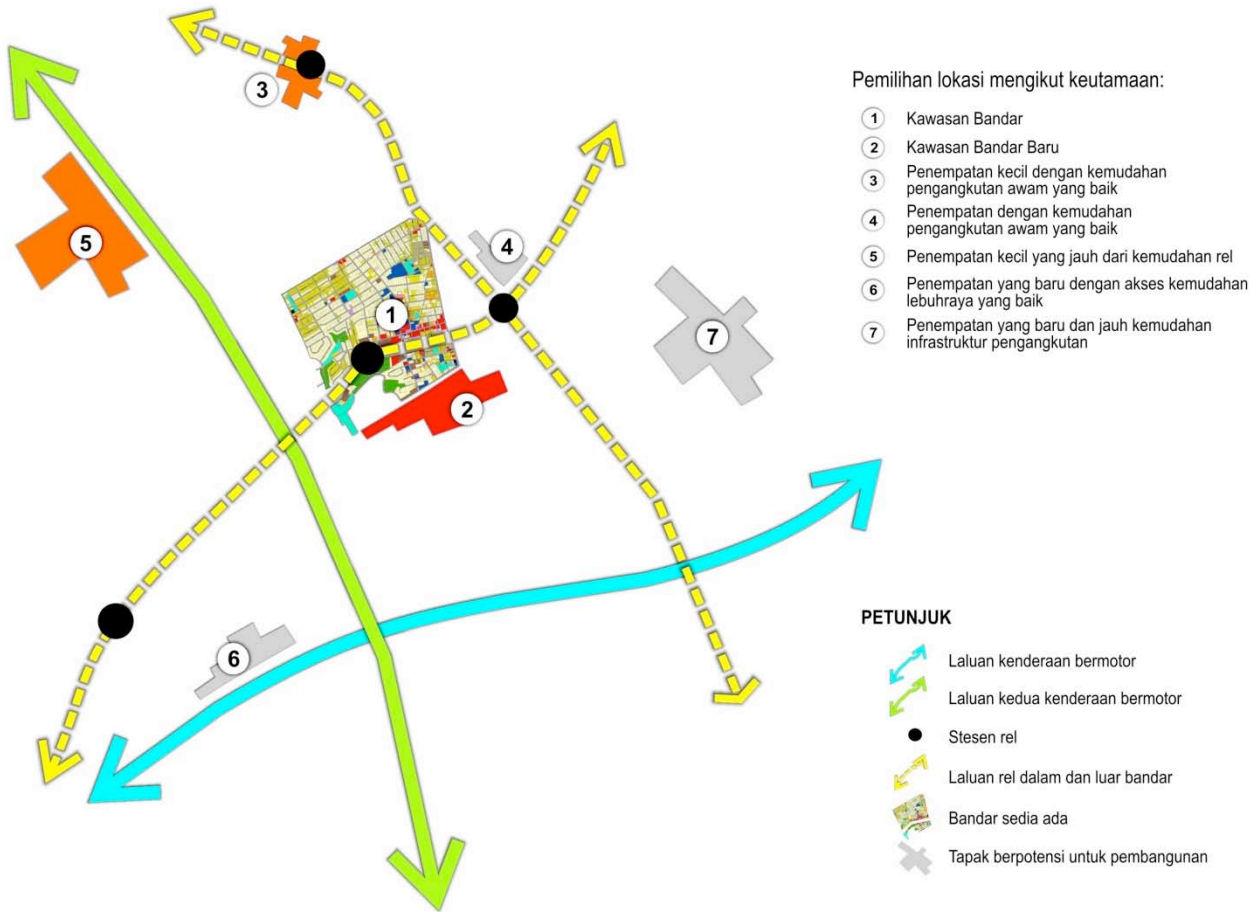 3
5
4
1
7
2
6
Pemilihan lokasi mengikut keutamaan:
1 Kawasan Bandar
2 Kawasan Bandar Baru
3 Penempatan kecil dengan kemudahan
pengangkutan awam yang baik
4 Penempatan dengan kemudahan
pengangkutan awam yang baik
5 Penempatan kecil yang jauh dari kemudahan rel
6 Penempatan yang baru dengan akses kemudahan
lebuhraya yang baik
7 Penempatan yang baru dan jauh kemudahan
infrastruktur pengangkutan
PETUNJUK
Laluan kenderaan bermotor
Laluan kedua kenderaan bermotor
Stesen rel
Laluan rel dalam dan luar bandar
Bandar sedia ada
Tapak berpotensi untuk pembangunan